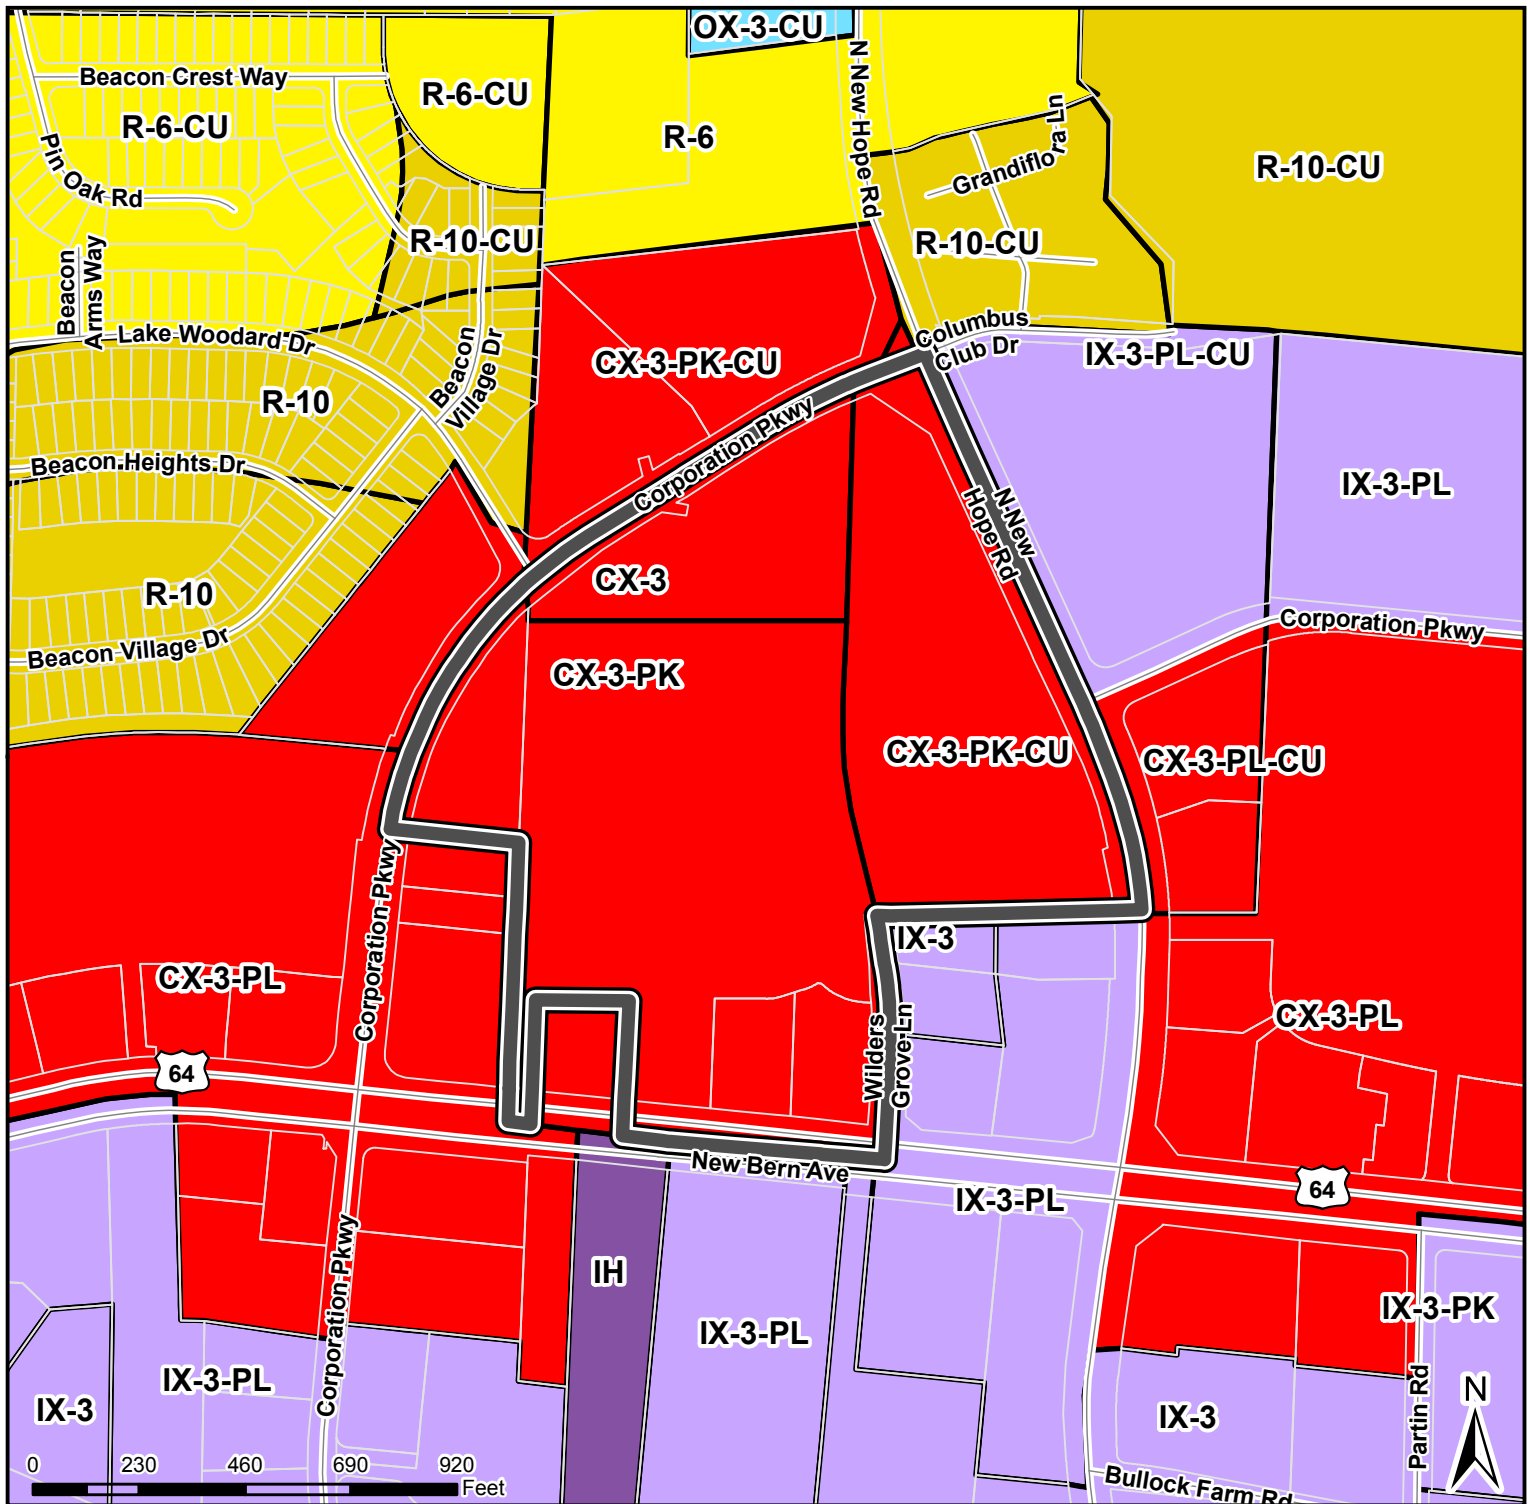 OX-3-CU
Beacon Crest Way
R-6-CU
R-6-CU
R-6
N New Hope Rd
Grandiflora Ln
R-10-CU
Pin Oak Rd
R-10-CU
R-10-CU
Beacon
Arms Way
Lake Woodard Dr
Beacon
Village Dr
Columbus
Club Dr
IX-3-PL-CU
CX-3-PK-CU
R-10
Corporation Pkwy
Beacon Heights Dr
IX-3-PL
N New
Hope Rd
CX-3
R-10
Corporation Pkwy
Beacon Village Dr
CX-3-PK
CX-3-PK-CU
CX-3-PL-CU
Corporation Pkwy
IX-3
CX-3-PL
CX-3-PL
Wilders
Grove Ln
64
New Bern Ave
IX-3-PL
64
IH
Corporation Pkwy
IX-3-PL
IX-3-PK
IX-3-PL
IX-3
IX-3
Partin Rd
N
0 230 460 690 920
Feet
Bullock Farm Rd